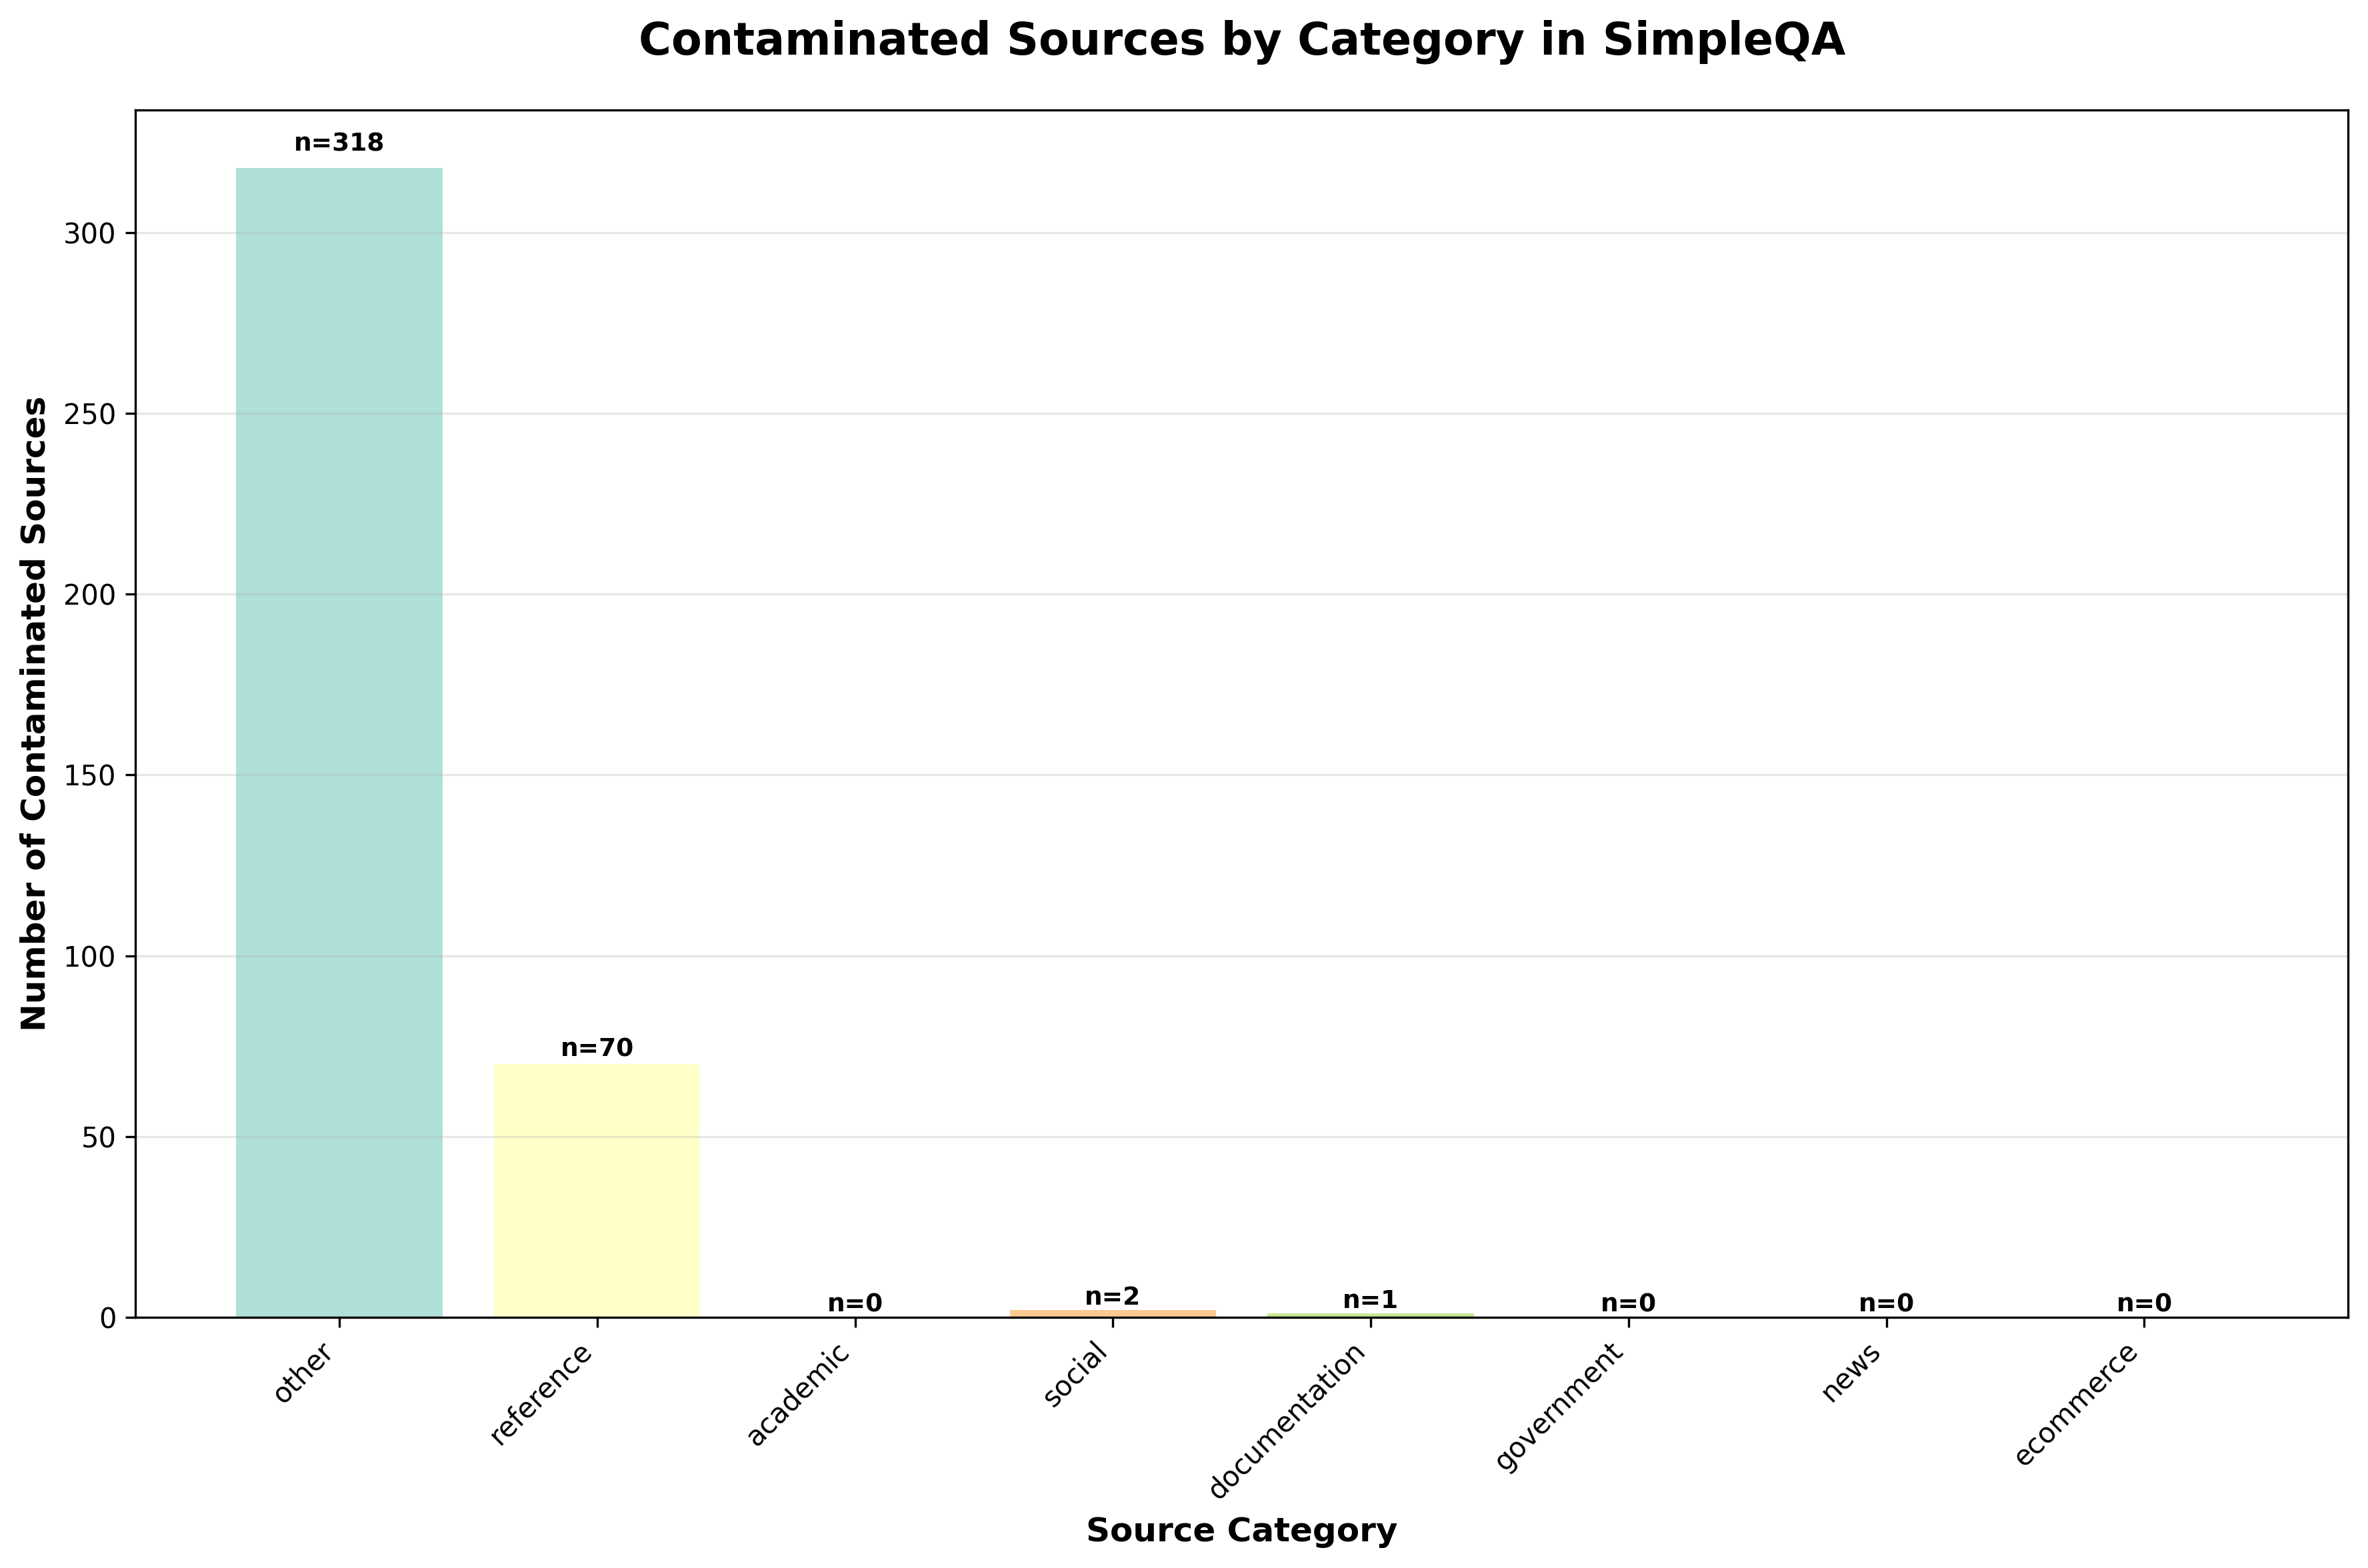 Contaminated Sources by Category in SimpleQA
Number of Contaminated Sources
300
250
200
150
100
50
0
n=318
n=70
n=0
n=2
n=1
n=0
n=0
n=0
other
reference
academic
social
documentation
government
news
ecommerce
Source Category